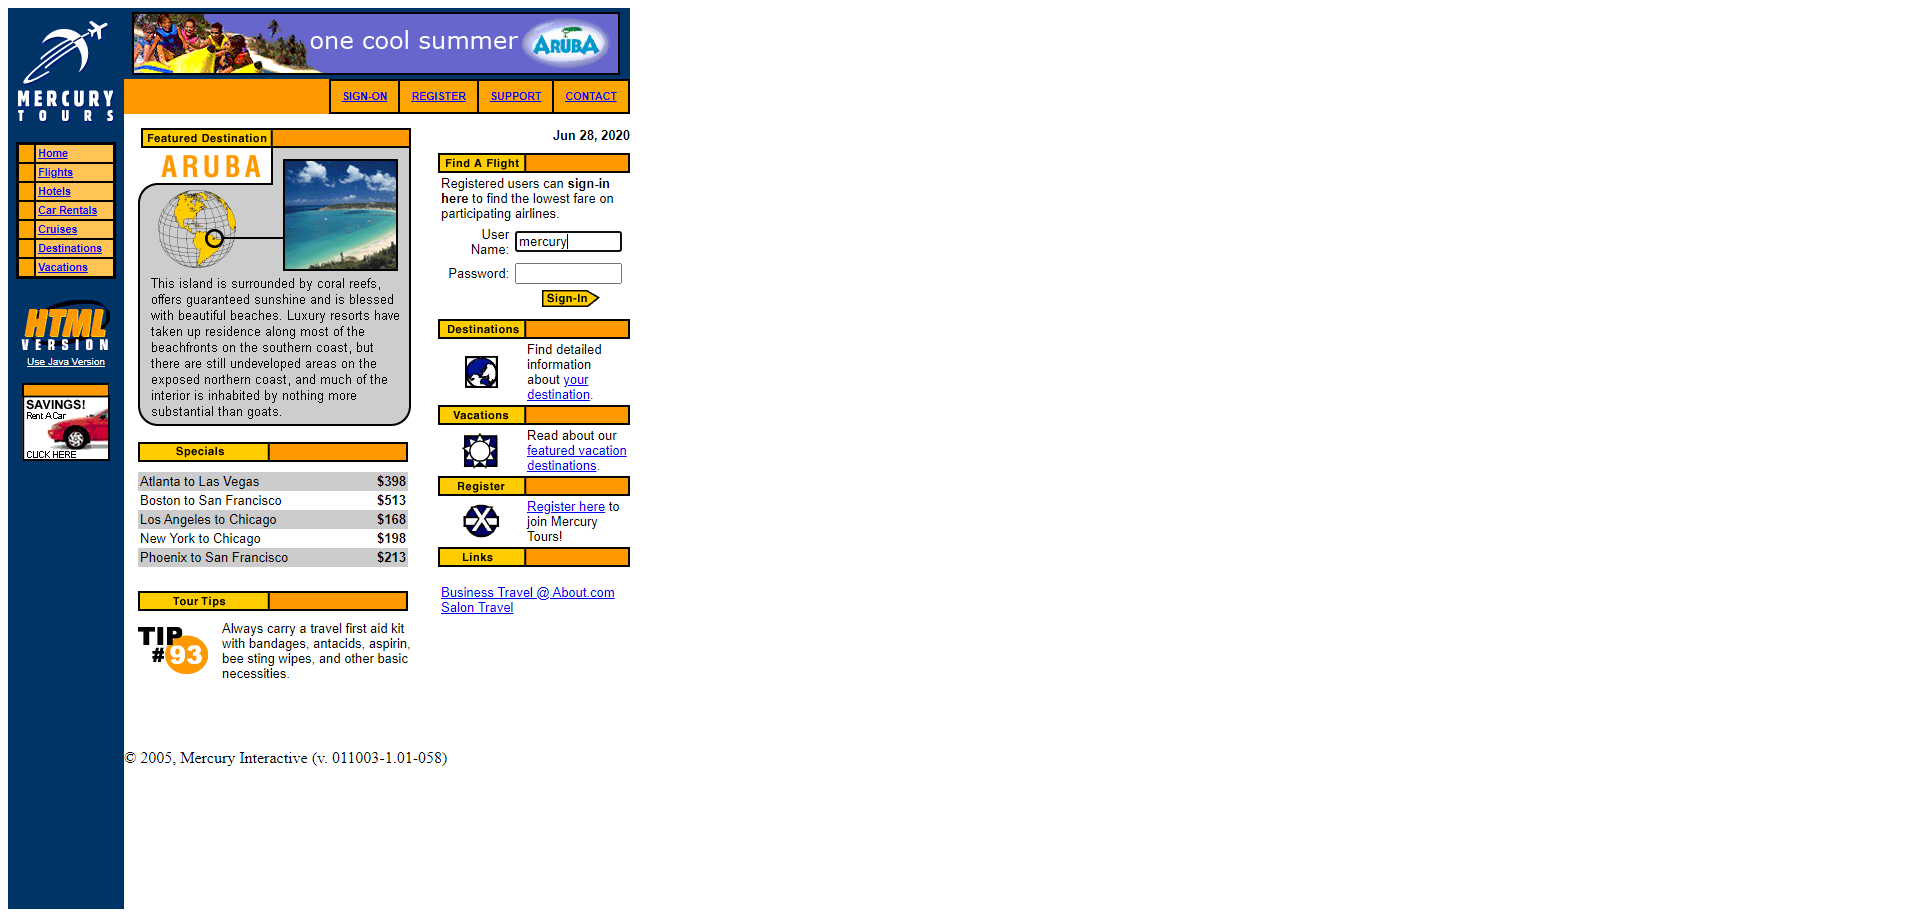 one cool summer
ARUBA
MERCURY
TOURS
SIGN-ON
REGISTER
SUPPORT
CONTACT
Home
Flights
Hotels
Car Rentals
Cruises
Destinations
Vacations
HTML
VERSION
Use Java Version
SAVINGS!
Rent A Car
CLICK HERE
Featured Destination
ARUBA
This island is surrounded by coral reefs,
offers guaranteed sunshine and is blessed
with beautiful beaches. Luxury resorts have
taken up residence along most of the
beachfronts on the southern coast, but
there are still undeveloped areas on the
exposed northern coast, and much of the
interior is inhabited by nothing more
substantial than goats.
Specials
Atlanta to Las Vegas $398
Boston to San Francisco $513
Los Angeles to Chicago $168
New York to Chicago $198
Phoenix to San Francisco $213
Tour Tips
TIP
#93
Always carry a travel first aid kit
with bandages, antacids, aspirin,
bee sting wipes, and other basic
necessities.
Jun 28, 2020
Find A Flight
Registered users can sign-in
here to find the lowest fare on
participating airlines.
User
Name: mercury
Password:
Sign-In
Destinations
Find detailed
information
about your
destination.
Vacations
Read about our
featured vacation
destinations.
Register
Register here to
join Mercury
Tours!
Links
Business Travel @ About.com
Salon Travel
© 2005, Mercury Interactive (v. 011003-1.01-058)